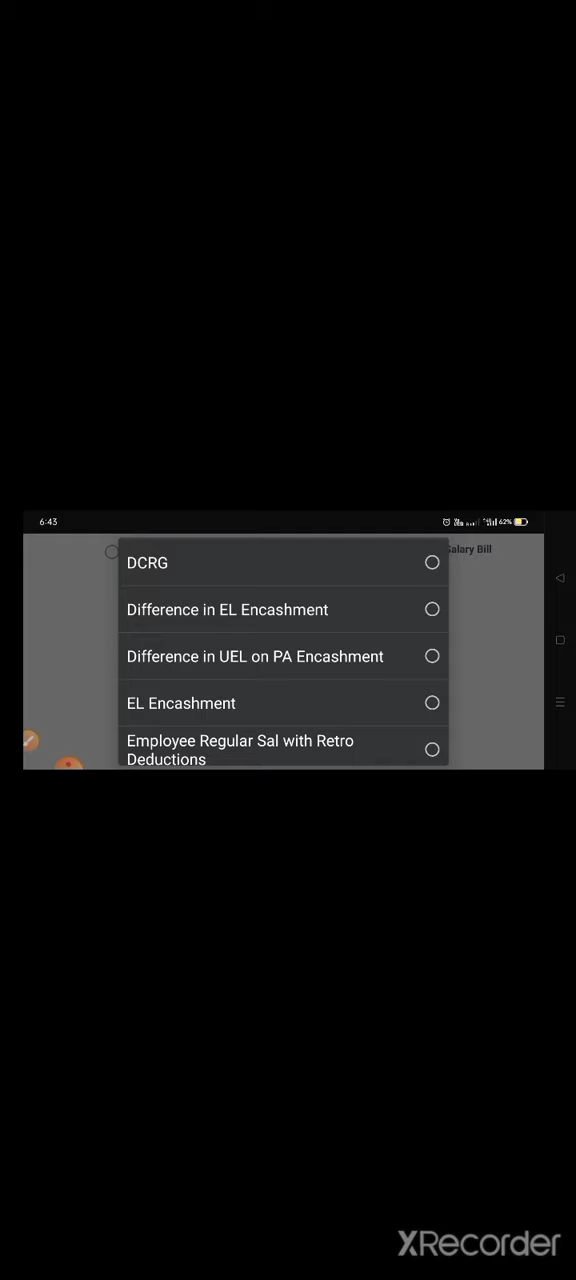 6:43
62%
Salary Bill
DCRG
Difference in EL Encashment
Difference in UEL on PA Encashment
EL Encashment
Employee Regular Sal with Retro
Deductions
XRecorder